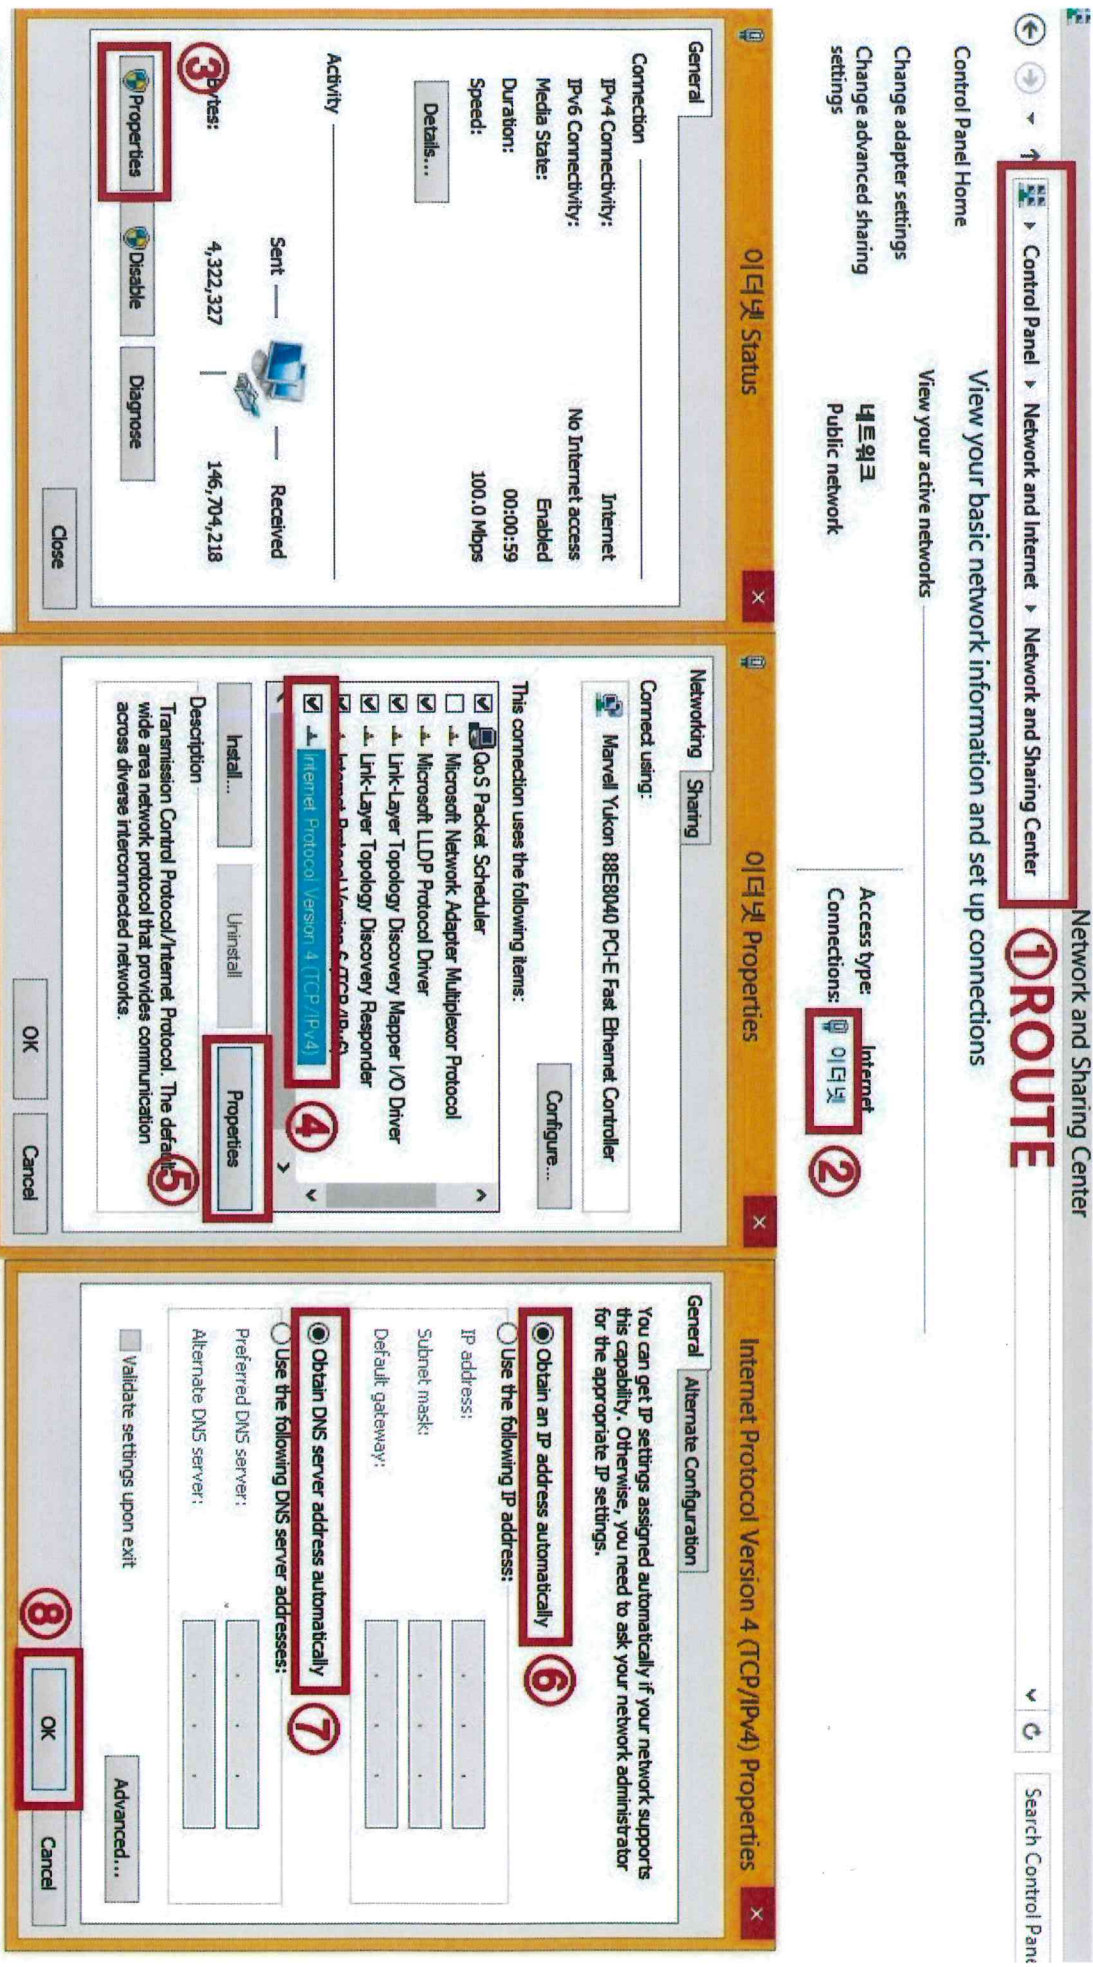 Network and Sharing Center
Control Panel ▸ Network and Internet ▸ Network and Sharing Center
①ROUTE
Search Control Pane
Control Panel Home
Change adapter settings
Change advanced sharing
settings
View your basic network information and set up connections
View your active networks
네트워크
Public network
Access type: Internet
Connections: 이더넷
②
이더넷 Status
General
Connection
IPv4 Connectivity: Internet
IPv6 Connectivity: No Internet access
Media State: Enabled
Duration: 00:00:59
Speed: 100.0 Mbps
Details...
Activity
Sent
Received
Bytes: 4,322,327 146,704,218
③
Properties
Disable
Diagnose
Close
이더넷 Properties
Networking
Sharing
Connect using:
Marvell Yukon 88E8040 PCI-E Fast Ethernet Controller
Configure...
This connection uses the following items:
QoS Packet Scheduler
Microsoft Network Adapter Multiplexor Protocol
Microsoft LLDP Protocol Driver
Link-Layer Topology Discovery Mapper I/O Driver
Link-Layer Topology Discovery Responder
Internet Protocol Version 6 (TCP/IPv6)
Internet Protocol Version 4 (TCP/IPv4)
④
Install...
Uninstall
Properties
⑤
Description
Transmission Control Protocol/Internet Protocol. The default
wide area network protocol that provides communication
across diverse interconnected networks.
OK
Cancel
Internet Protocol Version 4 (TCP/IPv4) Properties
General
Alternate Configuration
You can get IP settings assigned automatically if your network supports
this capability. Otherwise, you need to ask your network administrator
for the appropriate IP settings.
Obtain an IP address automatically
⑥
Use the following IP address:
IP address:
Subnet mask:
Default gateway:
Obtain DNS server address automatically
⑦
Use the following DNS server addresses:
Preferred DNS server:
Alternate DNS server:
Validate settings upon exit
Advanced...
⑧
OK
Cancel